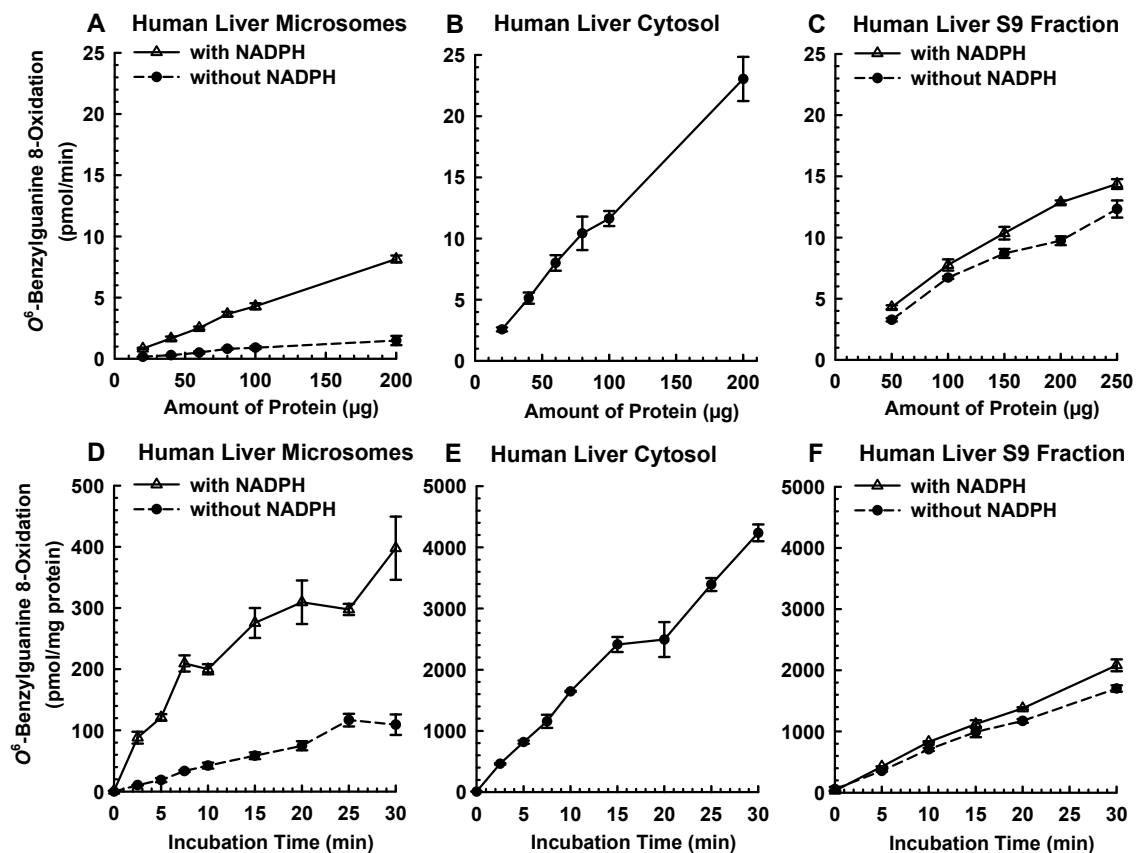 A Human Liver Microsomes
with NADPH
without NADPH
25
20
15
10
5
0
0 50 100 150 200
Amount of Protein (µg)
O⁶-Benzylguanine 8-Oxidation
(pmol/min)
B Human Liver Cytosol
25
20
15
10
5
0
0 50 100 150 200
Amount of Protein (µg)
C Human Liver S9 Fraction
with NADPH
without NADPH
25
20
15
10
5
0
0 50 100 150 200 250
Amount of Protein (µg)
D Human Liver Microsomes
with NADPH
without NADPH
500
400
300
200
100
0
0 5 10 15 20 25 30
Incubation Time (min)
O⁶-Benzylguanine 8-Oxidation
(pmol/mg protein)
E Human Liver Cytosol
5000
4000
3000
2000
1000
0
0 5 10 15 20 25 30
Incubation Time (min)
F Human Liver S9 Fraction
with NADPH
without NADPH
5000
4000
3000
2000
1000
0
0 5 10 15 20 25 30
Incubation Time (min)